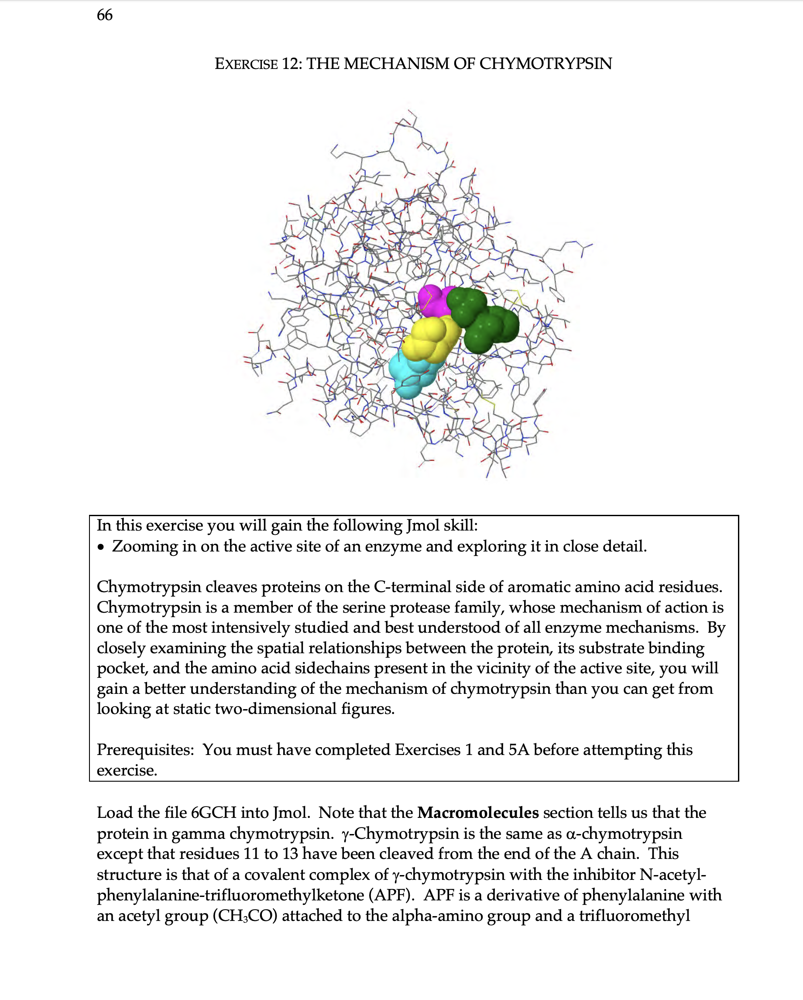 66
EXERCISE 12: THE MECHANISM OF CHYMOTRYPSIN
In this exercise you will gain the following Jmol skill:
• Zooming in on the active site of an enzyme and exploring it in close detail.
Chymotrypsin cleaves proteins on the C-terminal side of aromatic amino acid residues.
Chymotrypsin is a member of the serine protease family, whose mechanism of action is
one of the most intensively studied and best understood of all enzyme mechanisms.  By
closely examining the spatial relationships between the protein, its substrate binding
pocket, and the amino acid sidechains present in the vicinity of the active site, you will
gain a better understanding of the mechanism of chymotrypsin than you can get from
looking at static two-dimensional figures.
Prerequisites:  You must have completed Exercises 1 and 5A before attempting this
exercise.
Load the file 6GCH into Jmol.  Note that the Macromolecules section tells us that the
protein in gamma chymotrypsin.  γ-Chymotrypsin is the same as α-chymotrypsin
except that residues 11 to 13 have been cleaved from the end of the A chain.  This
structure is that of a covalent complex of γ-chymotrypsin with the inhibitor N-acetyl-
phenylalanine-trifluoromethylketone (APF).  APF is a derivative of phenylalanine with
an acetyl group (CH₃CO) attached to the alpha-amino group and a trifluoromethyl